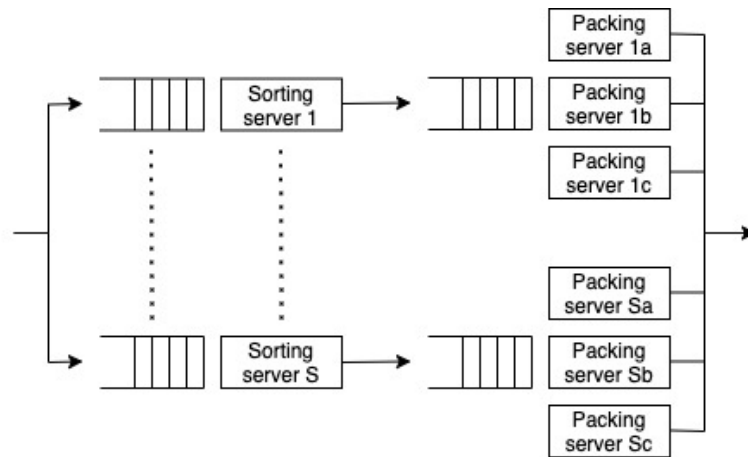 Packing
server 1a
Sorting
server 1
Packing
server 1b
Packing
server 1c
Packing
server Sa
Sorting
server S
Packing
server Sb
Packing
server Sc